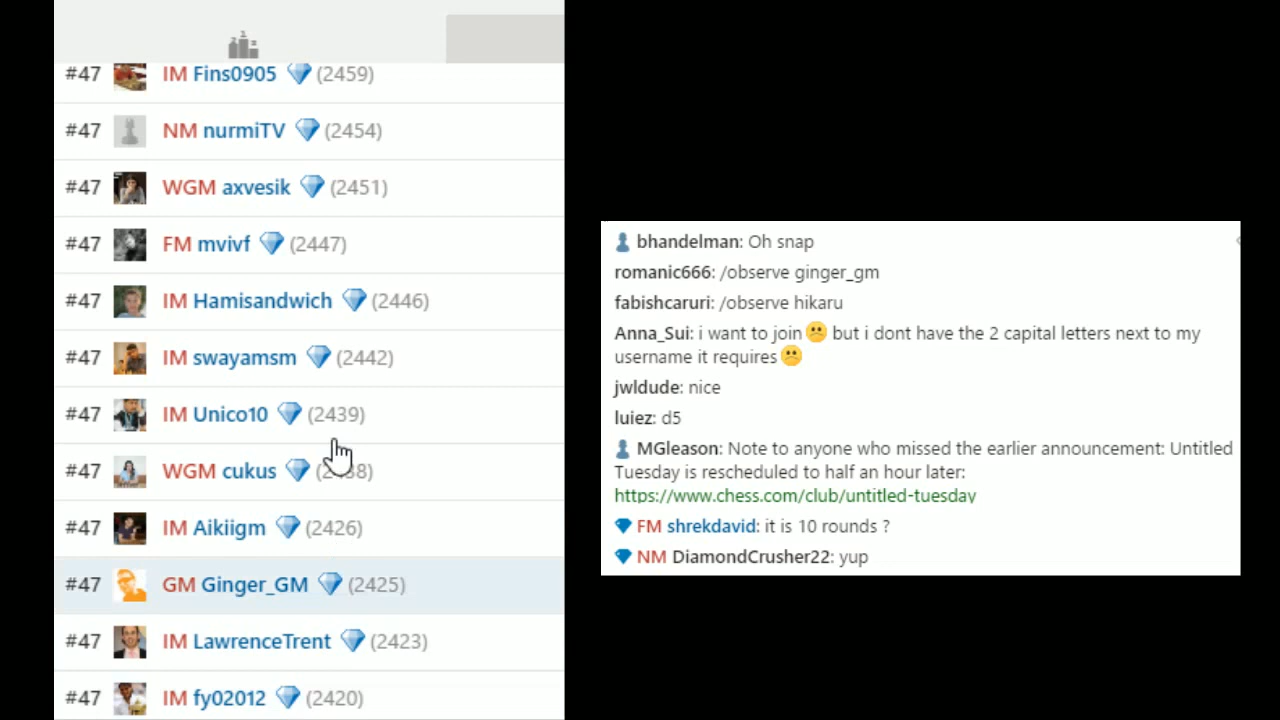 #47 IM Fins0905 (2459)
#47 NM nurmiTV (2454)
#47 WGM axvesik (2451)
#47 FM mvivf (2447)
#47 IM Hamisandwich (2446)
#47 IM swayamsm (2442)
#47 IM Unico10 (2439)
#47 WGM cukus
#47 IM Aikiigm (2426)
#47 GM Ginger_GM (2425)
#47 IM LawrenceTrent (2423)
#47 IM fy02012 (2420)
bhandelman: Oh snap
romanic666: /observe ginger_gm
fabishcaruri: /observe hikaru
Anna_Sui: i want to join but i dont have the 2 capital letters next to my
username it requires
jwldude: nice
luiez: d5
MGleason: Note to anyone who missed the earlier announcement: Untitled
Tuesday is rescheduled to half an hour later:
https://www.chess.com/club/untitled-tuesday
FM shrekdavid: it is 10 rounds ?
NM DiamondCrusher22: yup